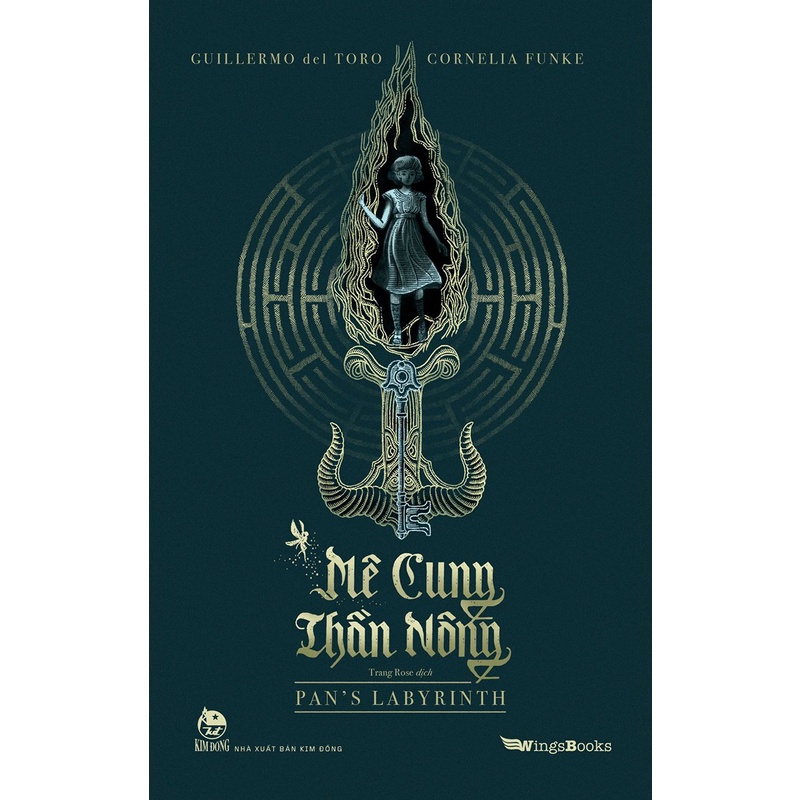 GUILLERMO del TORO CORNELIA FUNKE
Mê Cung
Thần Nông
Trang Rose dịch
PAN'S LABYRINTH
KIM ĐỒNG NHÀ XUẤT BẢN KIM ĐỒNG
WingsBooks